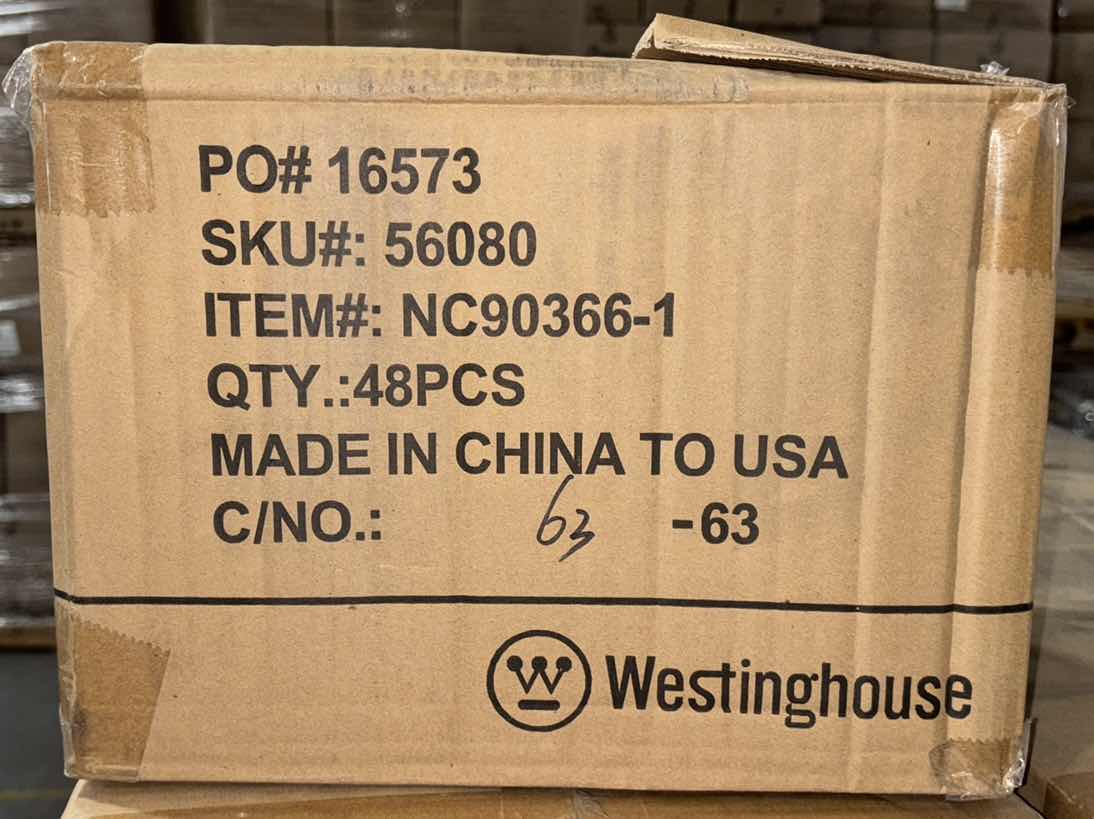 PO# 16573
SKU#: 56080
ITEM#: NC90366-1
QTY.:48PCS
MADE IN CHINA TO USA
C/NO.: 63 -63
W Westinghouse